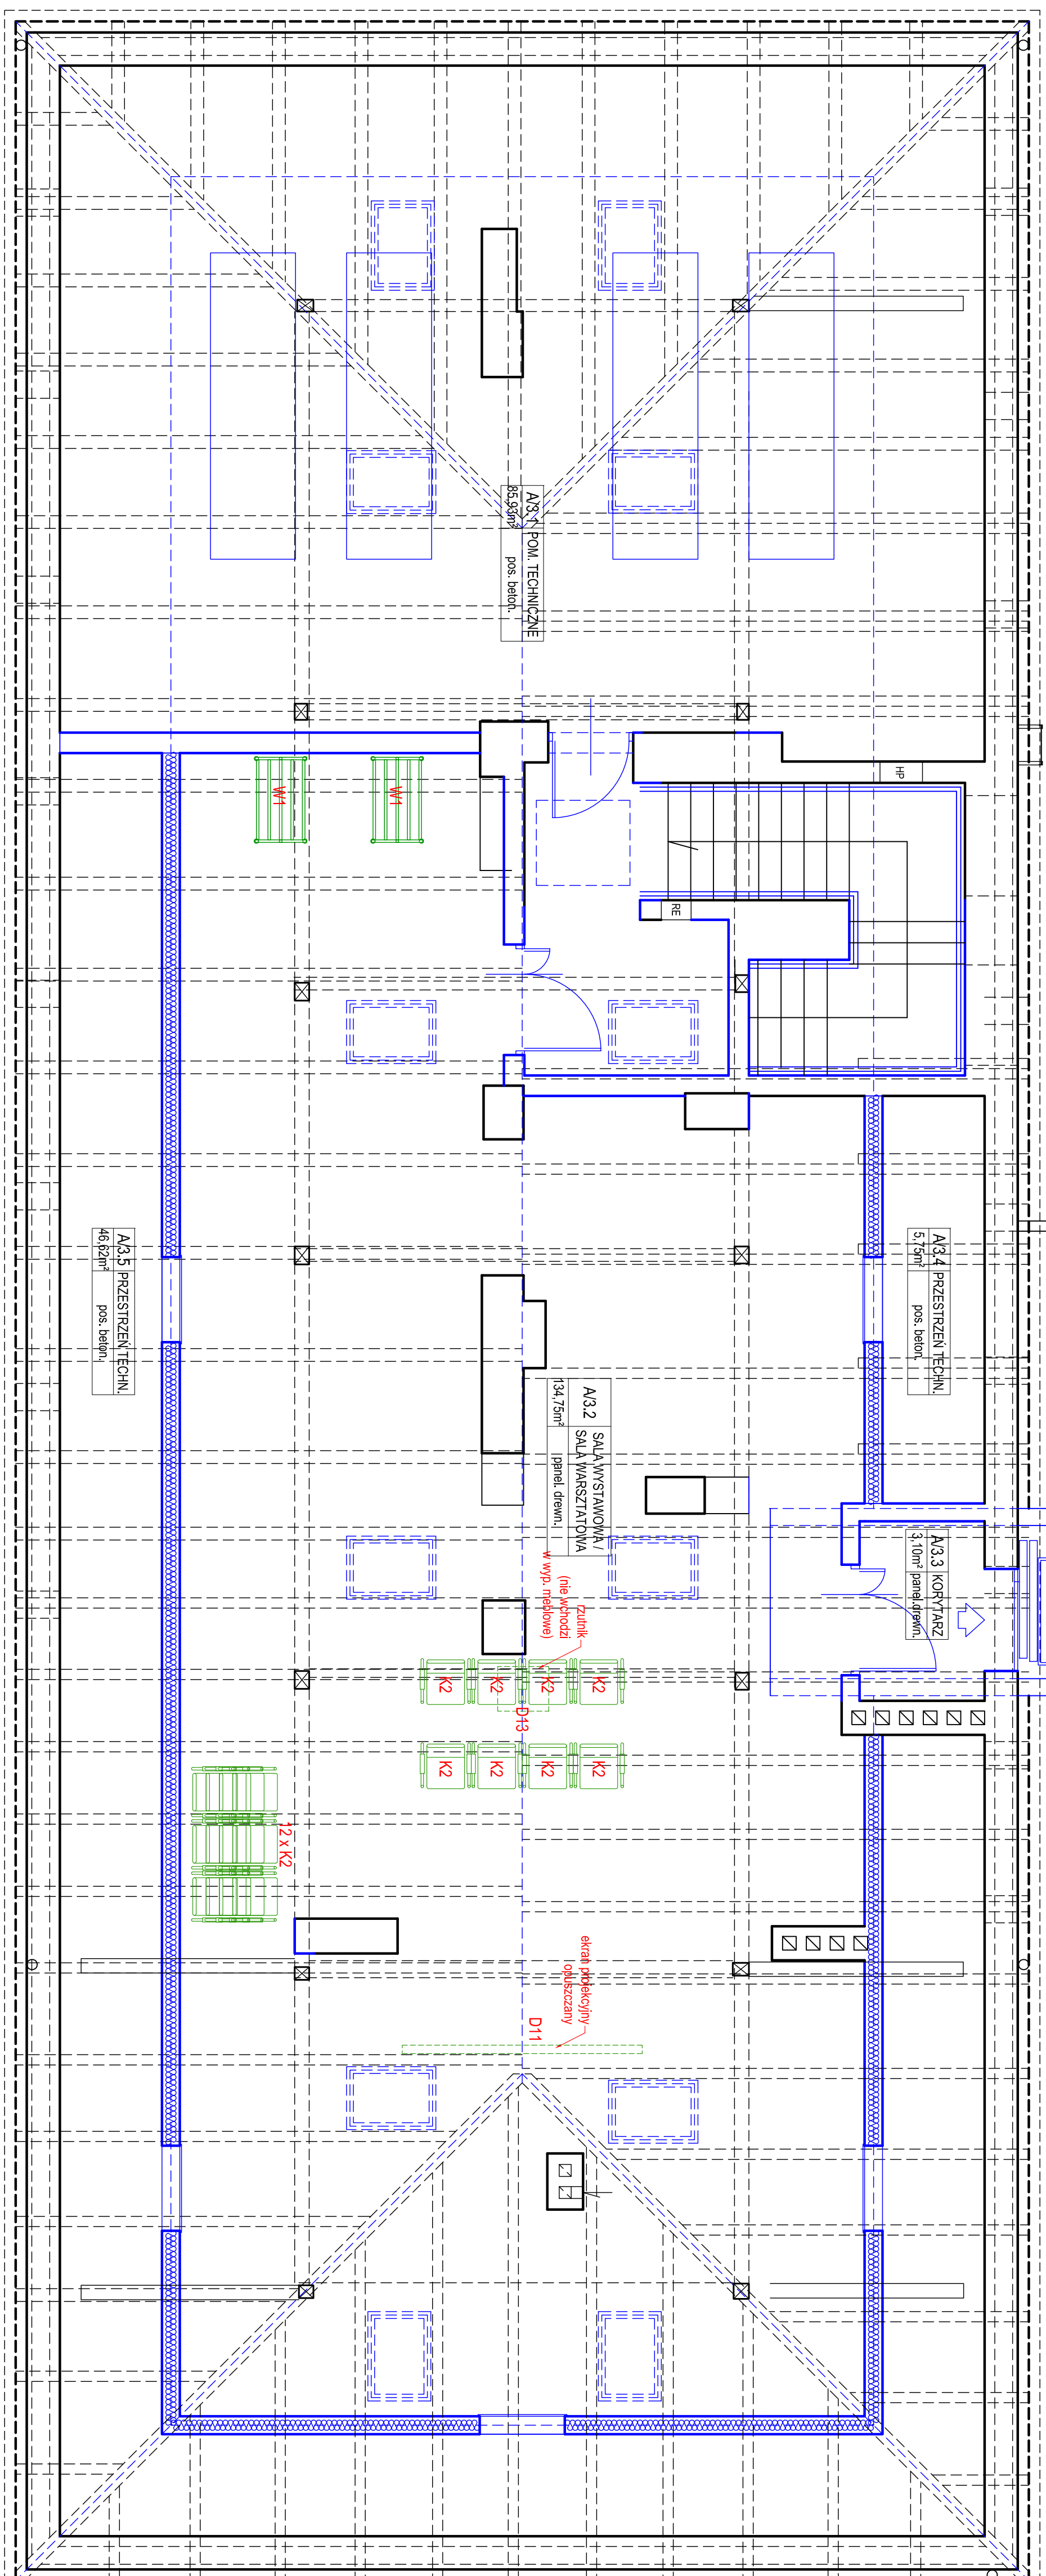 A/3.1 POM. TECHNICZNE
85,93m² pos. beton.
HP
W1
W1
RE
A/3.4 PRZESTRZEŃ TECHN.
5,75m² pos. beton.
A/3.5 PRZESTRZEŃ TECHN.
46,62m² pos. beton.
A/3.2 SALA WYSTAWOWA /
SALA WARSZTATOWA
134,75m² panel. drewn.
A/3.3 KORYTARZ
3,10m² panel.drewn.
rzutnik
(nie wchodzi
w wyp. meblowe)
K2
K2
K2
K2
D13
K2
K2
K2
K2
12 x K2
ekran projekcyjny
opuszczany
D11